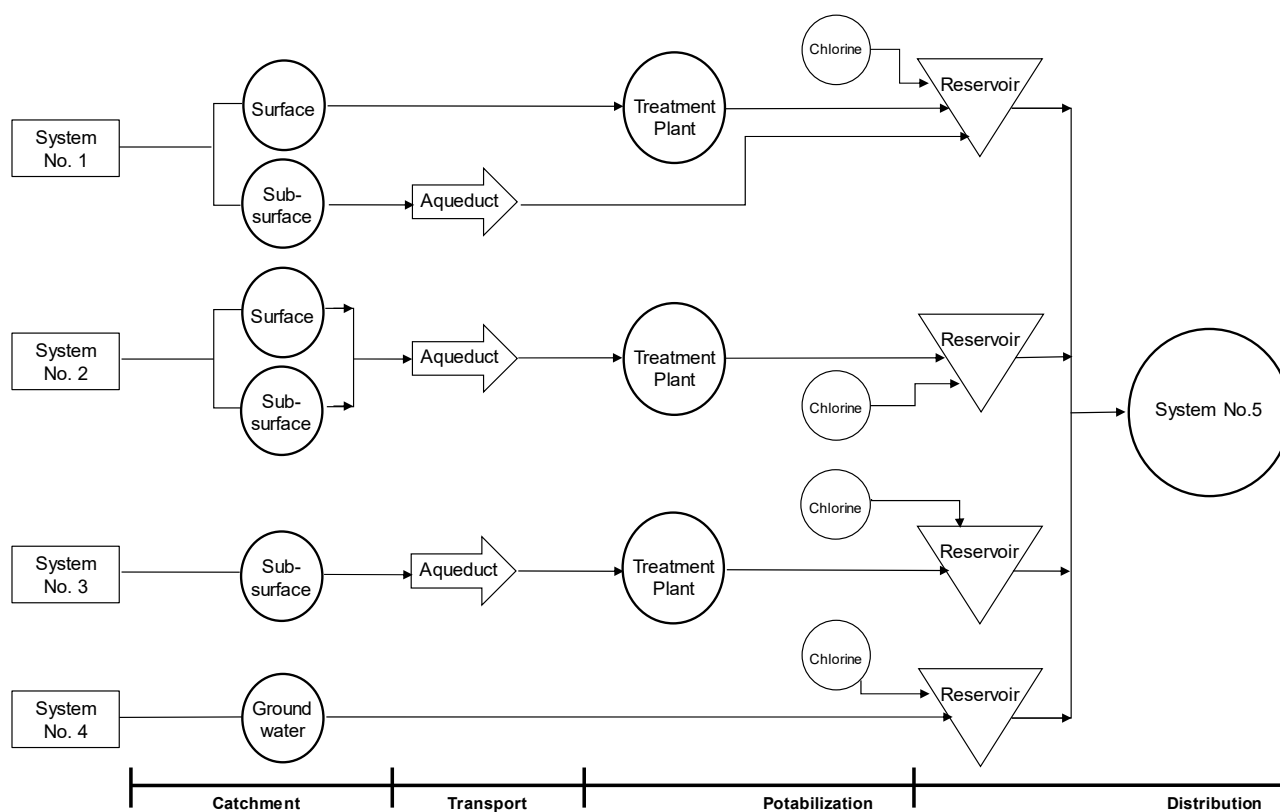 Chlorine
Reservoir
Surface
Treatment
Plant
System
No. 1
Sub-
surface
Aqueduct
Surface
Reservoir
System
No. 2
Aqueduct
Treatment
Plant
Chlorine
Sub-
surface
System No.5
Chlorine
Reservoir
System
No. 3
Sub-
surface
Aqueduct
Treatment
Plant
Chlorine
Reservoir
System
No. 4
Ground
water
Catchment
Transport
Potabilization
Distribution